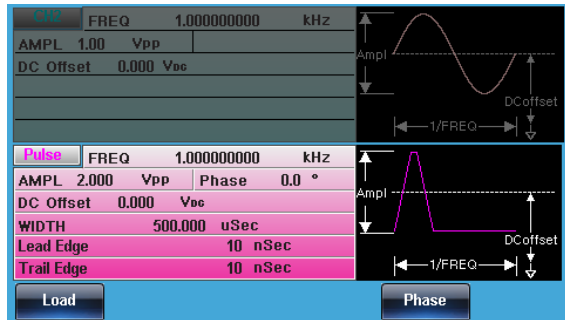 CH2 FREQ 1.000000000 kHz
AMPL 1.00 Vpp
DC Offset 0.000 VDC
Ampl
DCoffset
1/FREQ
Pulse FREQ 1.000000000 kHz
AMPL 2.000 Vpp Phase 0.0 °
DC Offset 0.000 VDC
WIDTH 500.000 uSec
Lead Edge 10 nSec
Trail Edge 10 nSec
Ampl
DCoffset
1/FREQ
Load Phase